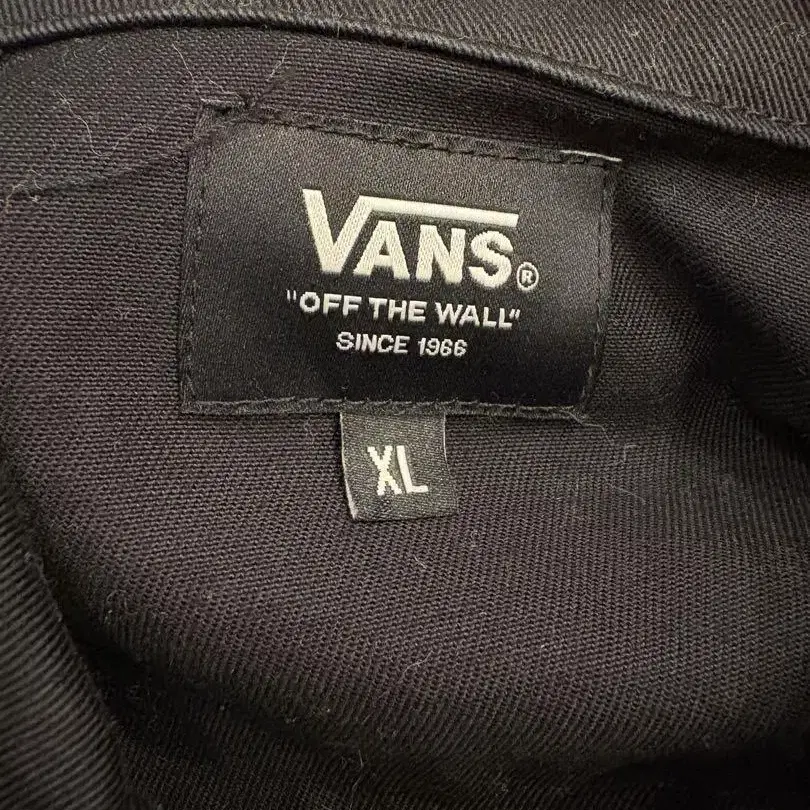 VANS®
"OFF THE WALL"
SINCE 1966
XL